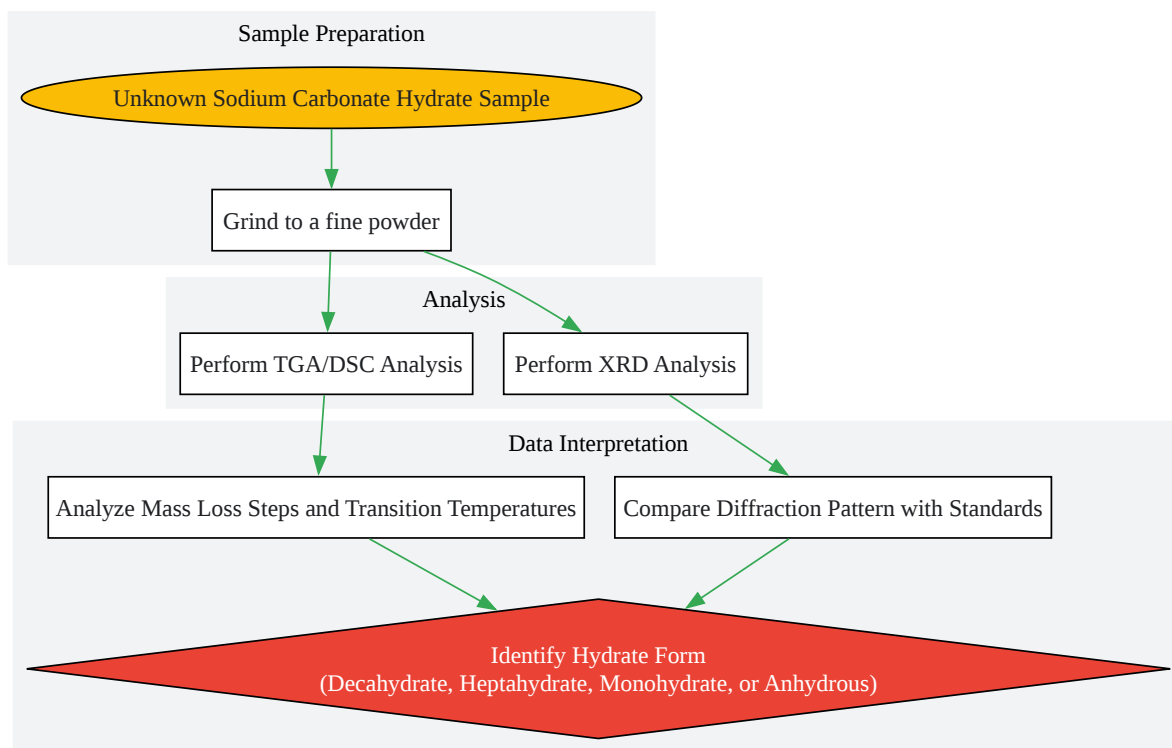 Sample Preparation
Unknown Sodium Carbonate Hydrate Sample
Grind to a fine powder
Analysis
Perform TGA/DSC Analysis
Perform XRD Analysis
Data Interpretation
Analyze Mass Loss Steps and Transition Temperatures
Compare Diffraction Pattern with Standards
Identify Hydrate Form
(Decahydrate, Heptahydrate, Monohydrate, or Anhydrous)